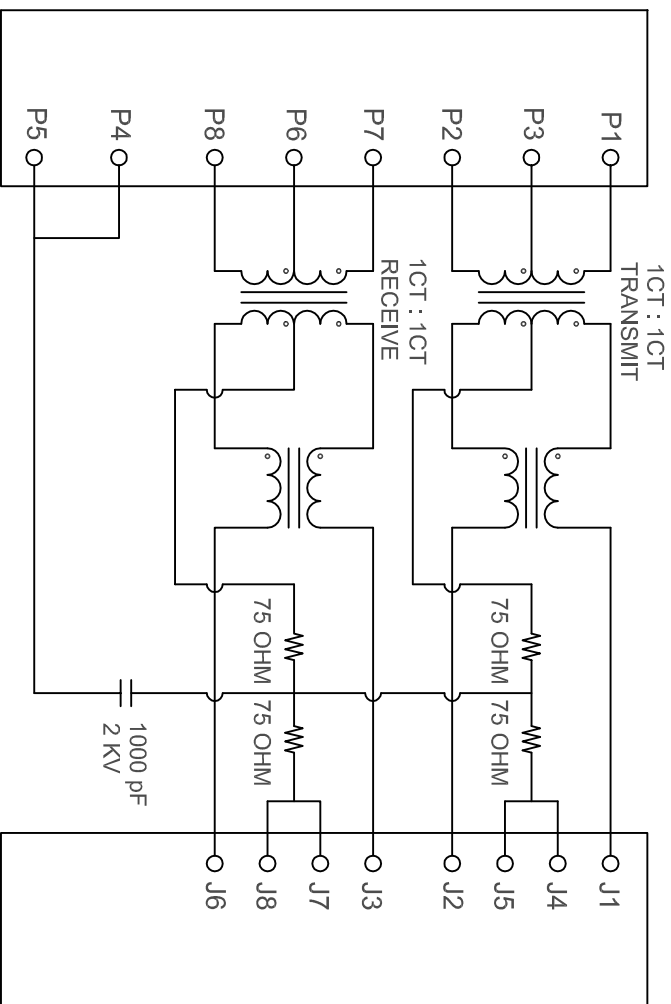 1CT : 1CT
TRANSMIT
P1
P3
P2
1CT : 1CT
RECEIVE
P7
P6
P8
P4
P5
75 OHM
75 OHM
75 OHM
75 OHM
1000 pF
2 KV
J1
J4
J5
J2
J3
J7
J8
J6